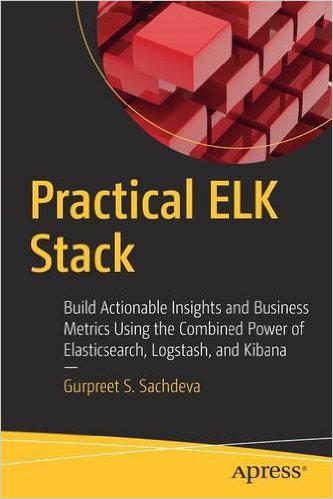 Practical ELK
Stack
Build Actionable Insights and Business
Metrics Using the Combined Power of
Elasticsearch, Logstash, and Kibana
—
Gurpreet S. Sachdeva
Apress®